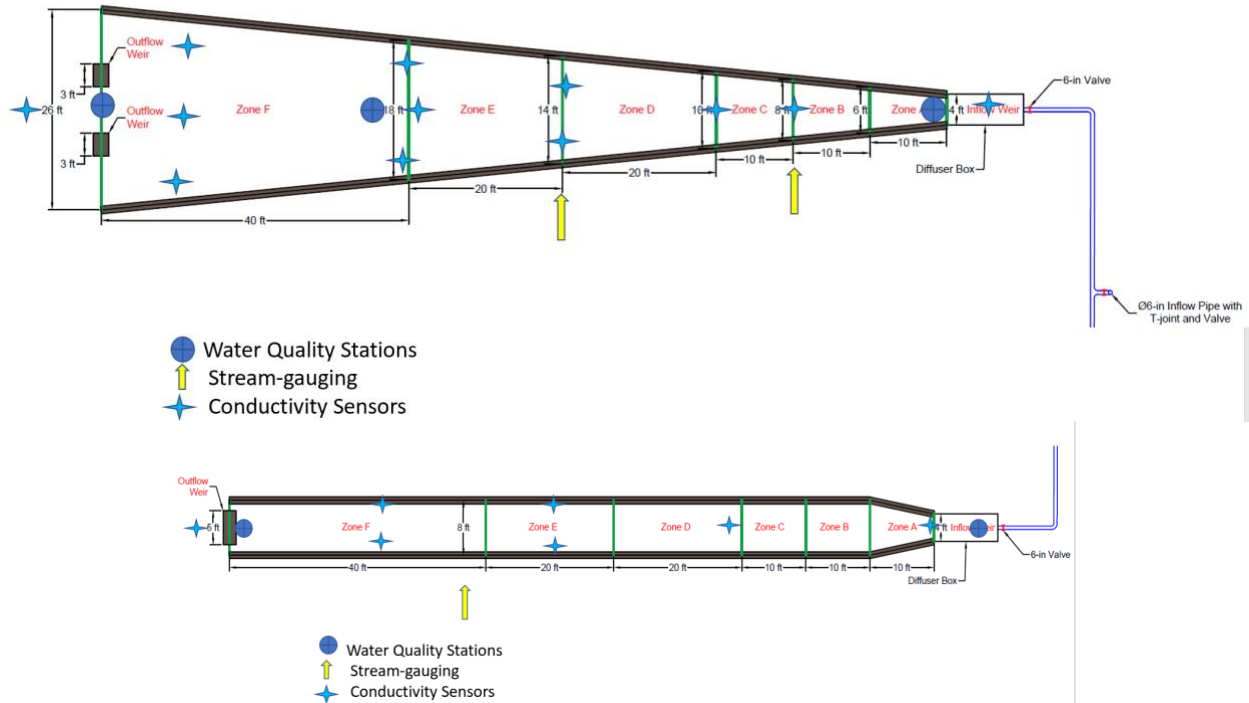 Outflow
Weir
3 ft
26 ft
Outflow
Weir
3 ft
Zone F
18 ft
Zone E
14 ft
Zone D
10 ft
Zone C
8 ft
Zone B
6 ft
Zone A
4 ft
Inflow Weir
6-in Valve
Diffuser Box
10 ft
10 ft
10 ft
20 ft
20 ft
40 ft
Ø6-in Inflow Pipe with
T-joint and Valve
Water Quality Stations
Stream-gauging
Conductivity Sensors
Outflow
Weir
ft
Zone F
8 ft
Zone E
Zone D
Zone C
Zone B
Zone A
ft
40 ft
20 ft
20 ft
10 ft
10 ft
10 ft
Diffuser Box
6-in Valve
Water Quality Stations
Stream-gauging
Conductivity Sensors